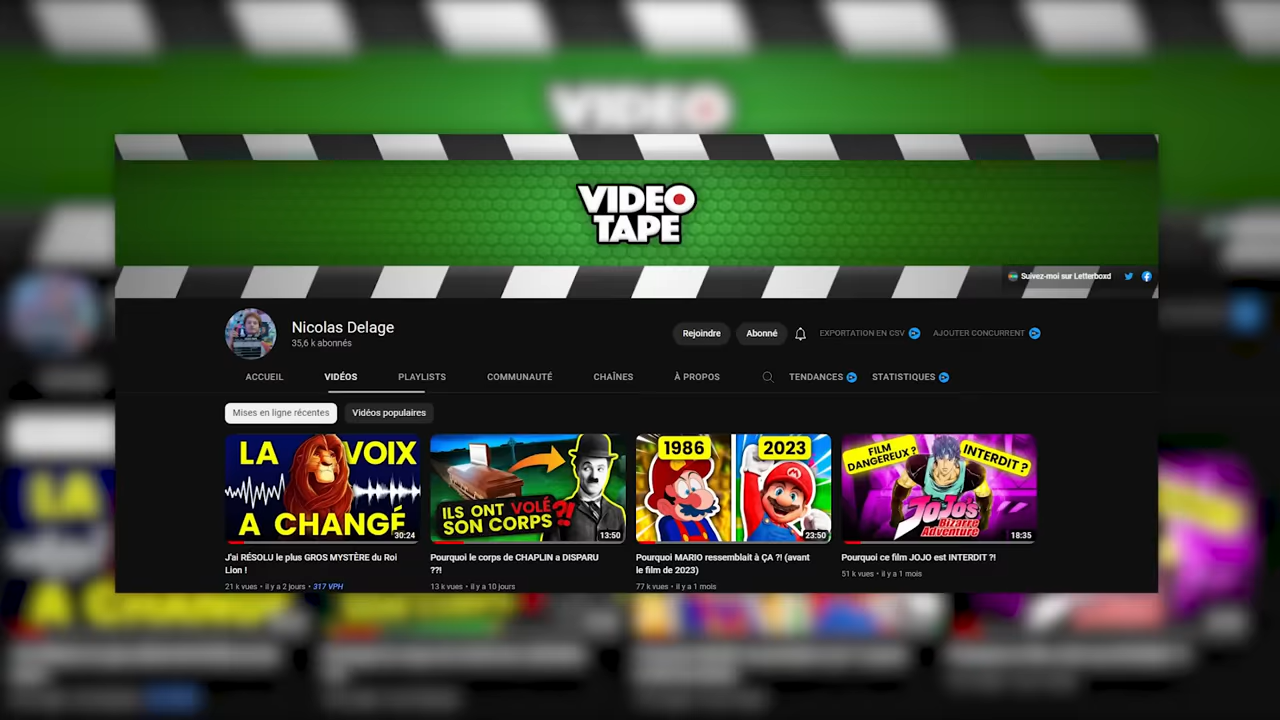 VIDEO
VIDEO
TAPE
Suivez-moi sur Letterboxd
Nicolas Delage
35,6 k abonnés
Rejoindre
Abonné
EXPORTATION EN CSV
AJOUTER CONCURRENT
ACCUEIL
VIDÉOS
PLAYLISTS
COMMUNAUTÉ
CHAÎNES
À PROPOS
TENDANCES
STATISTIQUES
Mises en ligne récentes
Vidéos populaires
LA VOIX
A CHANGÉ
30:24
ILS ONT VOLÉ
SON CORPS ?!
13:50
1986
2023
23:50
FILM
DANGEREUX ?
INTERDIT ?
JOJO'S
Bizarre
Adventure
18:35
J'ai RÉSOLU le plus GROS MYSTÈRE du Roi
Lion !
21 k vues • il y a 2 jours • 317 VPH
Pourquoi le corps de CHAPLIN a DISPARU
??!
13 k vues • il y a 10 jours
Pourquoi MARIO ressemblait à ÇA ?! (avant
le film de 2023)
77 k vues • il y a 1 mois
Pourquoi ce film JOJO est INTERDIT ?!
51 k vues • il y a 1 mois